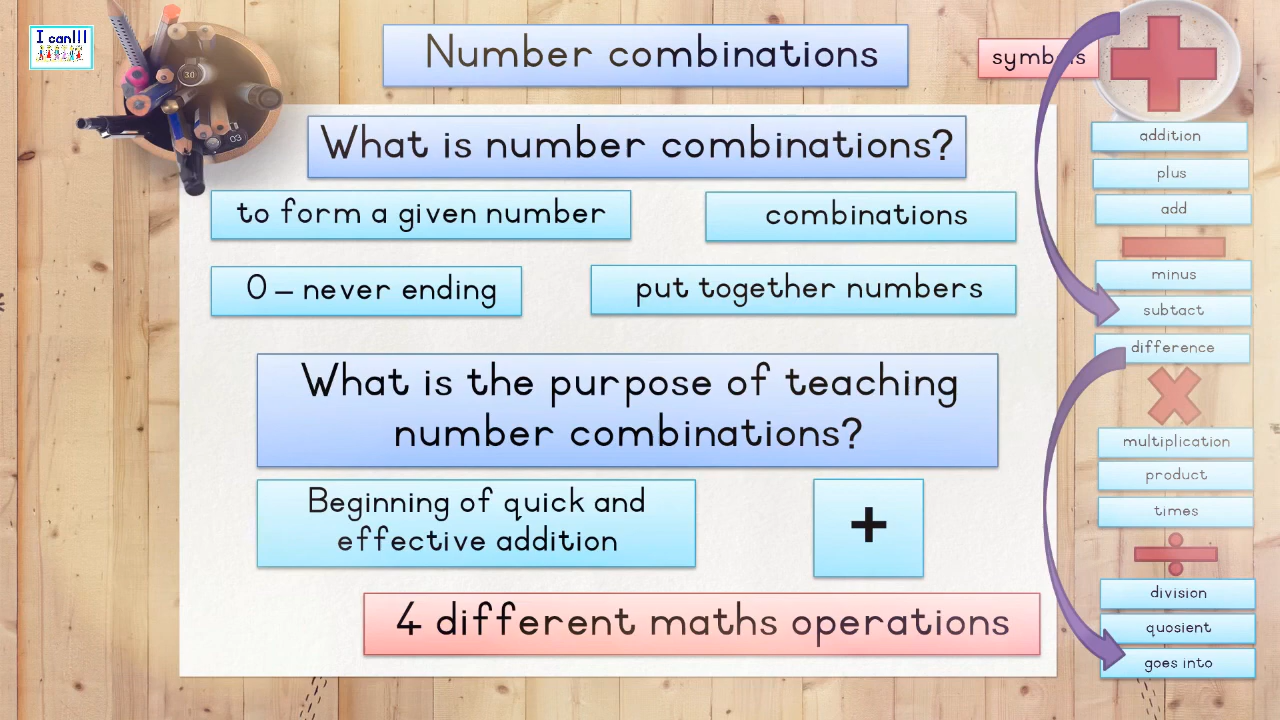 I can!!!
Number combinations
symbols
What is number combinations?
to form a given number
combinations
0 – never ending
put together numbers
What is the purpose of teaching
number combinations?
Beginning of quick and
effective addition
+
4 different maths operations
addition
plus
add
minus
subtact
difference
multiplication
product
times
÷
division
quosient
goes into